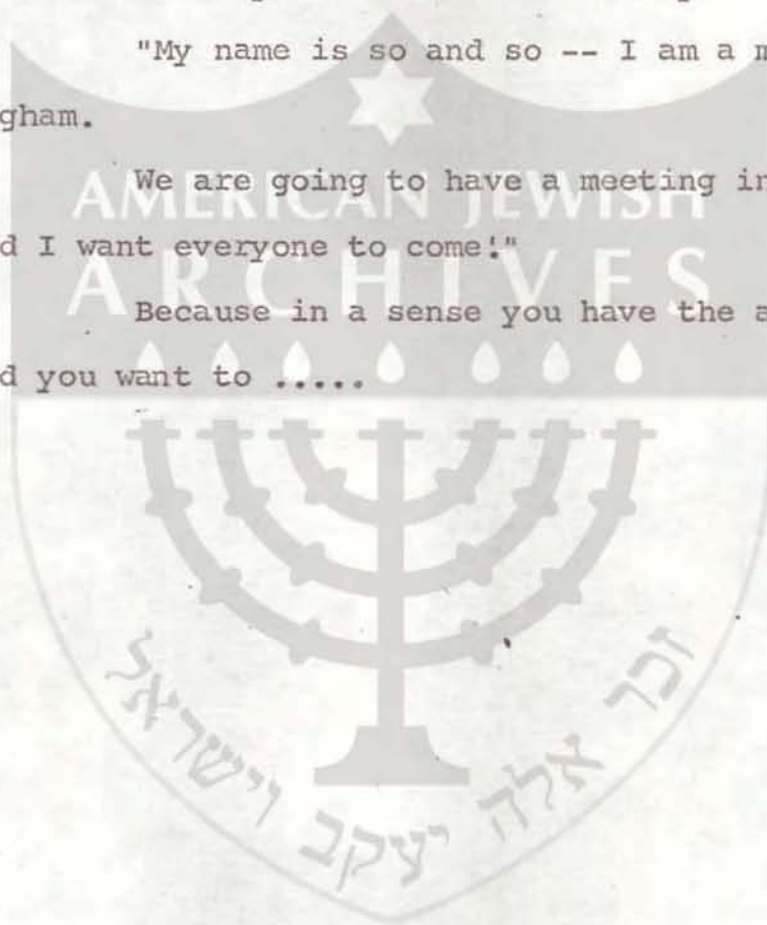 "My name is so and so -- I am a m
gham.
We are going to have a meeting in
d I want everyone to come!"
Because in a sense you have the a
d you want to .....
AMERICAN JEWISH
ARCHIVES
זכר אלה יעקב וישראל